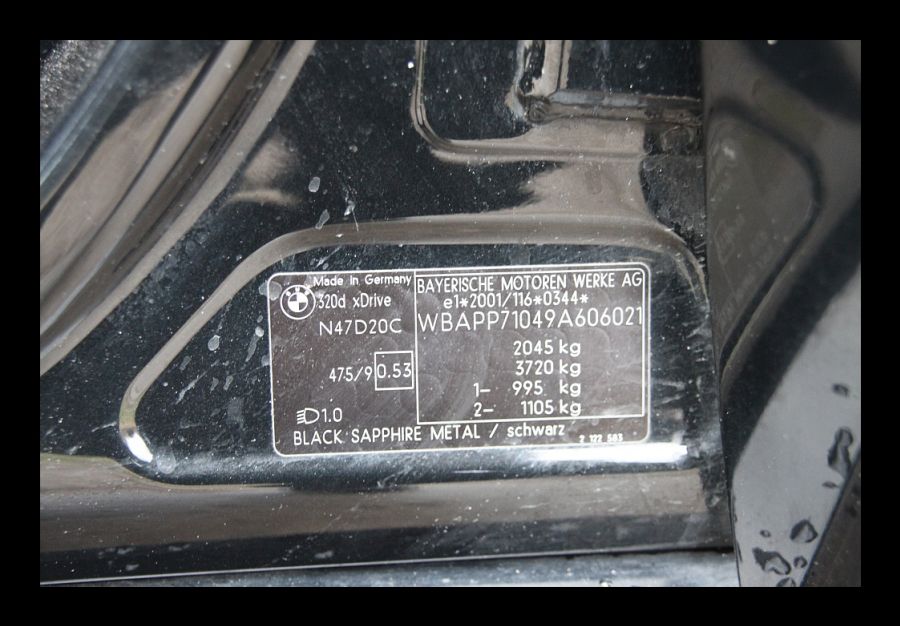 Made in Germany
320d xDrive
N47D20C
475/9 0.53
1.0
BAYERISCHE MOTOREN WERKE AG
e1*2001/116*0344*
WBAPP71049A606021
2045 kg
3720 kg
1- 995 kg
2- 1105 kg
BLACK SAPPHIRE METAL / schwarz
2 122 583